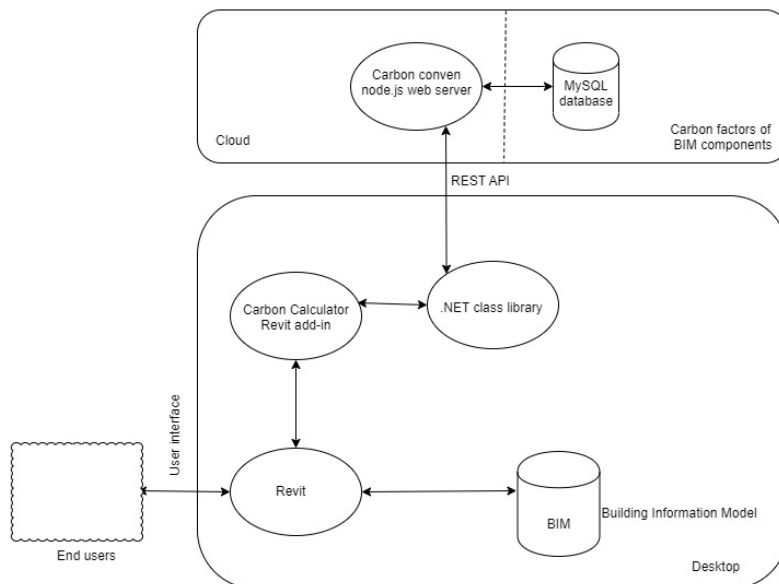 Carbon conven
node.js web server
MySQL
database
Cloud
Carbon factors of
BIM components
REST API
Carbon Calculator
Revit add-in
.NET class library
User interface
Revit
BIM
Building Information Model
End users
Desktop